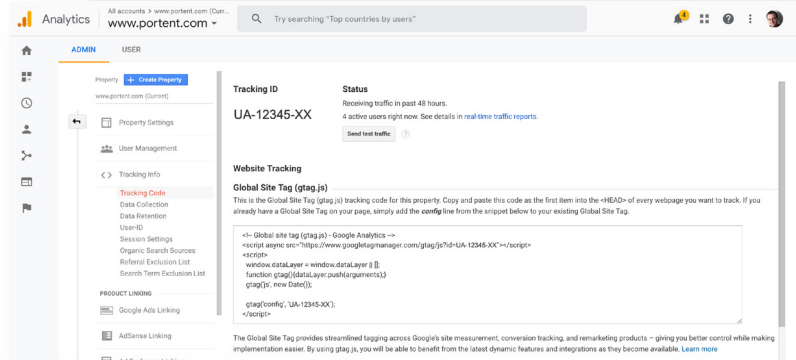 Analytics
All accounts > www.portent.com (Curr...
www.portent.com
Try searching "Top countries by users"
4
ADMIN
USER
Property
+ Create Property
www.portent.com (Current)
Property Settings
User Management
Tracking Info
Tracking Code
Data Collection
Data Retention
User-ID
Session Settings
Organic Search Sources
Referral Exclusion List
Search Term Exclusion List
PRODUCT LINKING
Google Ads Linking
AdSense Linking
Tracking ID
UA-12345-XX
Status
Receiving traffic in past 48 hours.
4 active users right now. See details in real-time traffic reports.
Send test traffic
?
Website Tracking
Global Site Tag (gtag.js)
This is the Global Site Tag (gtag.js) tracking code for this property. Copy and paste this code as the first item into the <HEAD> of every webpage you want to track. If you
already have a Global Site Tag on your page, simply add the config line from the snippet below to your existing Global Site Tag.
<!-- Global site tag (gtag.js) - Google Analytics -->
<script async src="https://www.googletagmanager.com/gtag/js?id=UA-12345-XX"></script>
<script>
window.dataLayer = window.dataLayer || [];
function gtag(){dataLayer.push(arguments);}
gtag('js', new Date());
gtag('config', 'UA-12345-XX');
</script>
The Global Site Tag provides streamlined tagging across Google's site measurement, conversion tracking, and remarketing products – giving you better control while making
implementation easier. By using gtag.js, you will be able to benefit from the latest dynamic features and integrations as they become available. Learn more